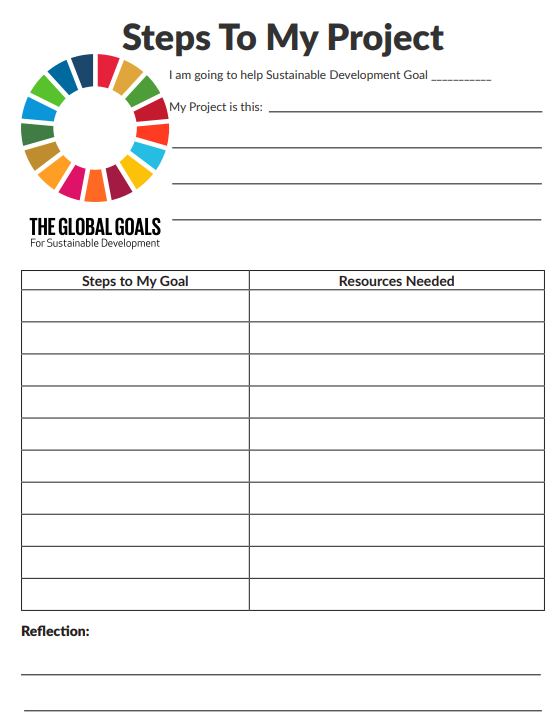 Steps To My Project
I am going to help Sustainable Development Goal __________
My Project is this:
THE GLOBAL GOALS
For Sustainable Development
Steps to My Goal
Resources Needed
Reflection: